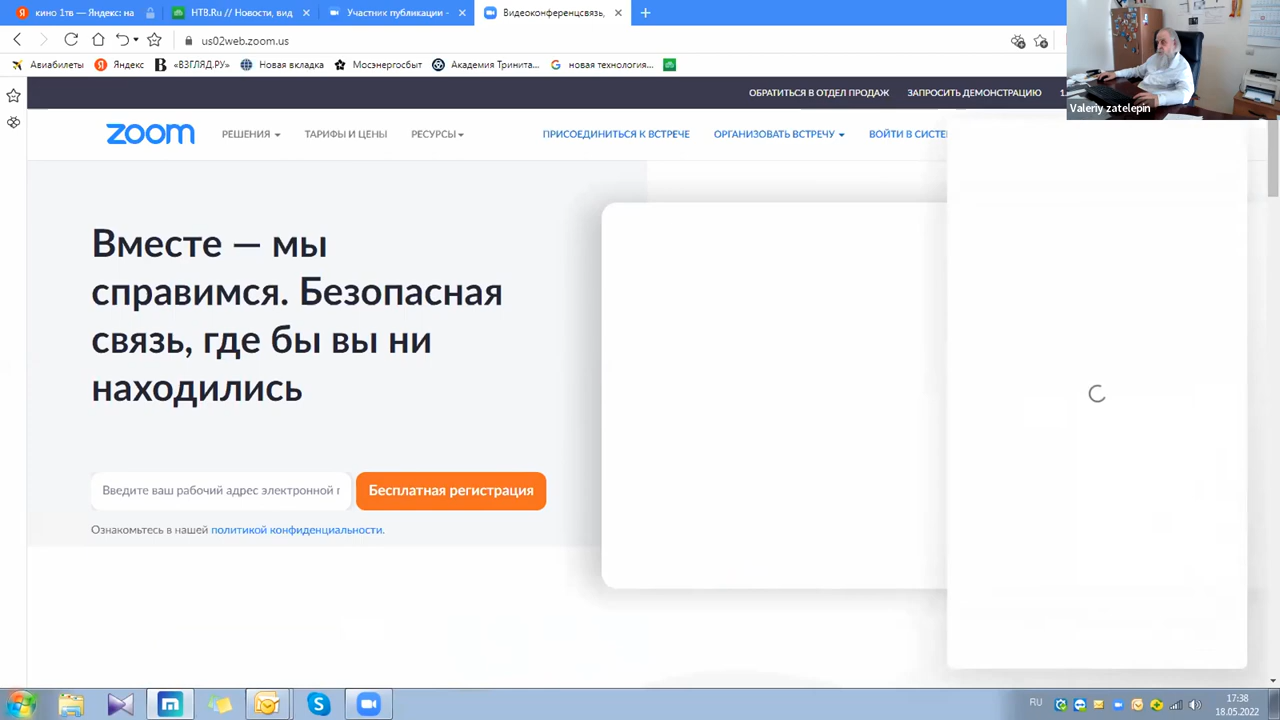 кино 1тв — Яндекс: на
НТВ.Ru // Новости, вид
Участник публикации -
Видеоконференцсвязь,
us02web.zoom.us
Авиабилеты
Яндекс
«ВЗГЛЯД.РУ»
Новая вкладка
Мосэнергосбыт
Академия Тринита...
новая технология...
Valeriy zatelepin
ОБРАТИТЬСЯ В ОТДЕЛ ПРОДАЖ
ЗАПРОСИТЬ ДЕМОНСТРАЦИЮ
1.
zoom
РЕШЕНИЯ
ТАРИФЫ И ЦЕНЫ
РЕСУРСЫ
ПРИСОЕДИНИТЬСЯ К ВСТРЕЧЕ
ОРГАНИЗОВАТЬ ВСТРЕЧУ
ВОЙТИ В СИСТЕМ
Вместе — мы
справимся. Безопасная
связь, где бы вы ни
находились
Введите ваш рабочий адрес электронной г
Бесплатная регистрация
Ознакомьтесь в нашей политикой конфиденциальности.
RU
17:38
18.05.2022